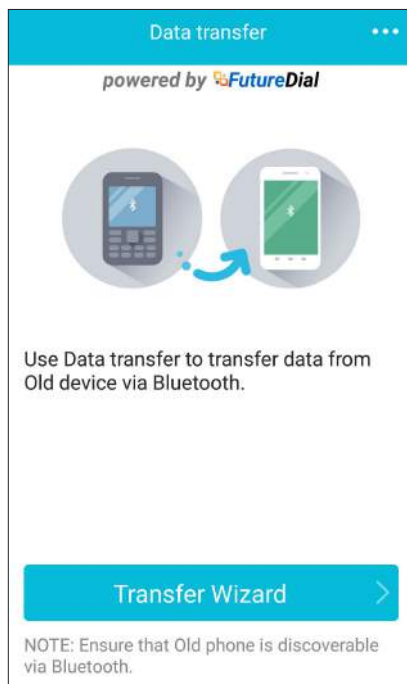 Data transfer
powered by FutureDial
Use Data transfer to transfer data from
Old device via Bluetooth.
Transfer Wizard
NOTE: Ensure that Old phone is discoverable
via Bluetooth.